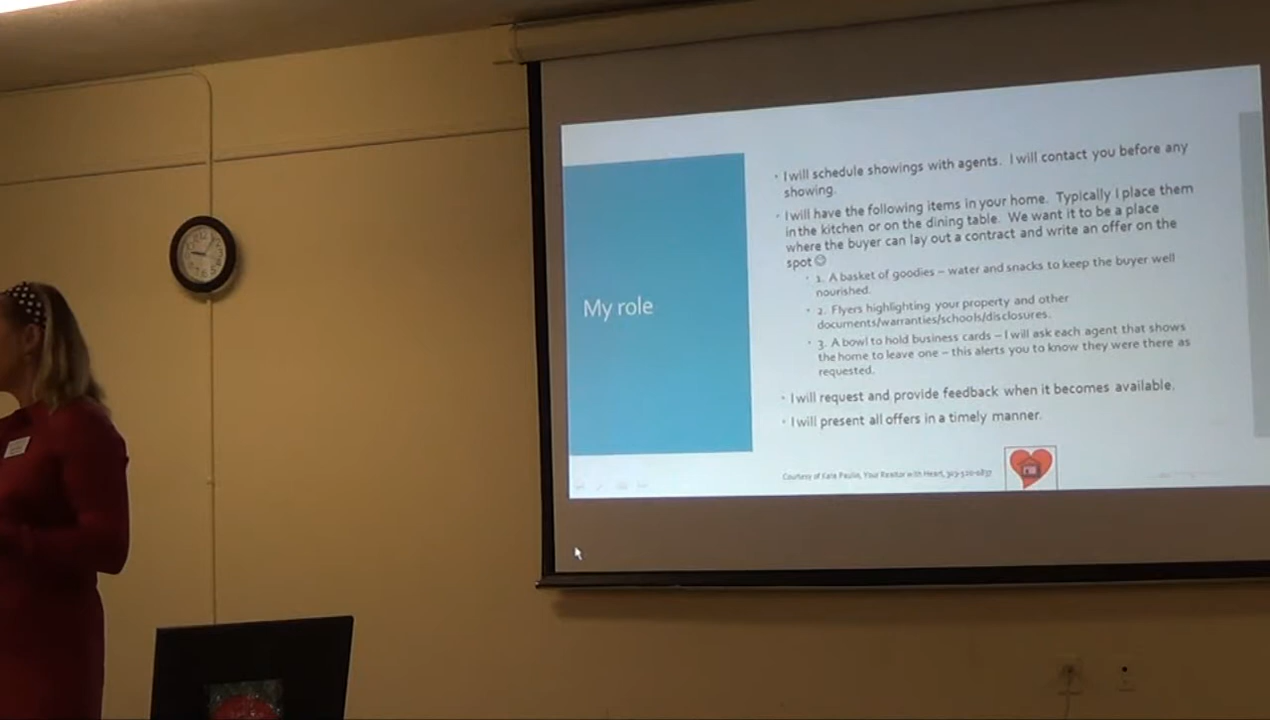 My role
• I will schedule showings with agents. I will contact you before any
showing.
• I will have the following items in your home. Typically I place them
in the kitchen or on the dining table. We want it to be a place
where the buyer can lay out a contract and write an offer on the
spot☺
• 1. A basket of goodies – water and snacks to keep the buyer well
nourished.
• 2. Flyers highlighting your property and other
documents/warranties/schools/disclosures.
• 3. A bowl to hold business cards – I will ask each agent that shows
the home to leave one – this alerts you to know they were there as
requested.
• I will request and provide feedback when it becomes available.
• I will present all offers in a timely manner.
Courtesy of Kate Paulin, Your Realtor with Heart,